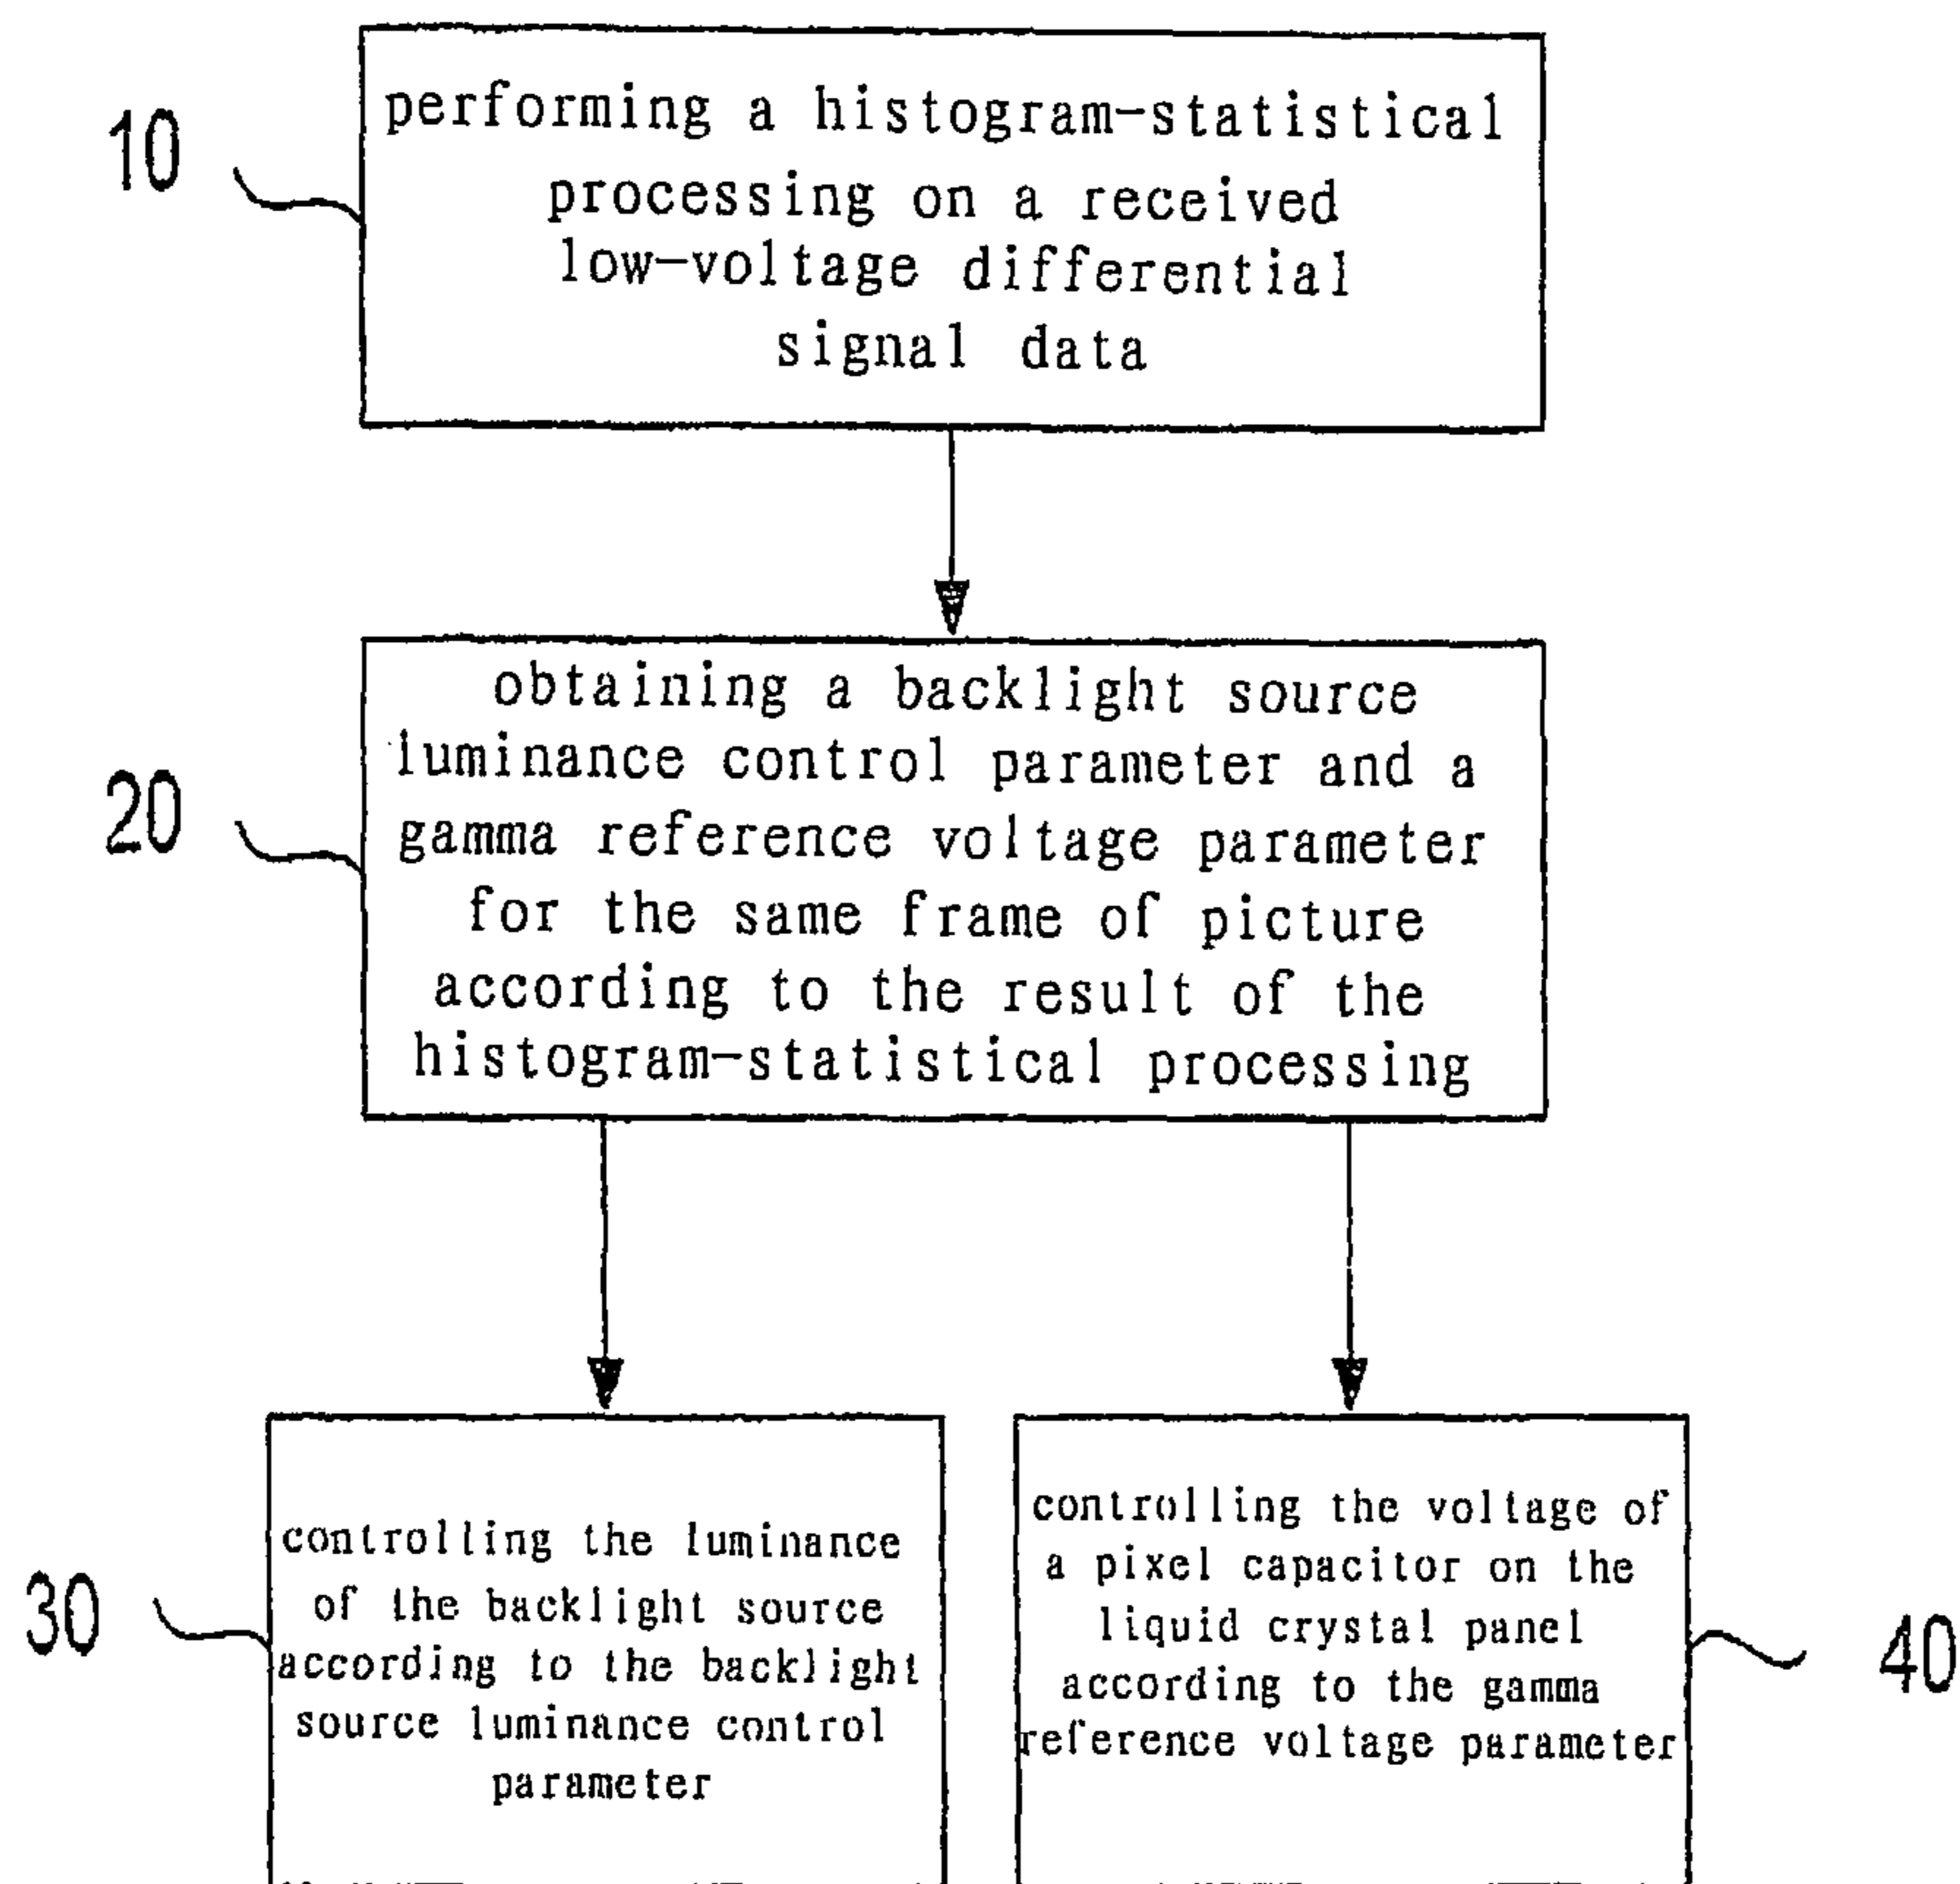 10
performing a histogram-statistical
processing on a received
low-voltage differential
signal data
20
obtaining a backlight source
luminance control parameter and a
gamma reference voltage parameter
for the same frame of picture
according to the result of the
histogram-statistical processing
30
controlling the luminance
of the backlight source
according to the backlight
source luminance control
parameter
controlling the voltage of
a pixel capacitor on the
liquid crystal panel
according to the gamma
reference voltage parameter
40